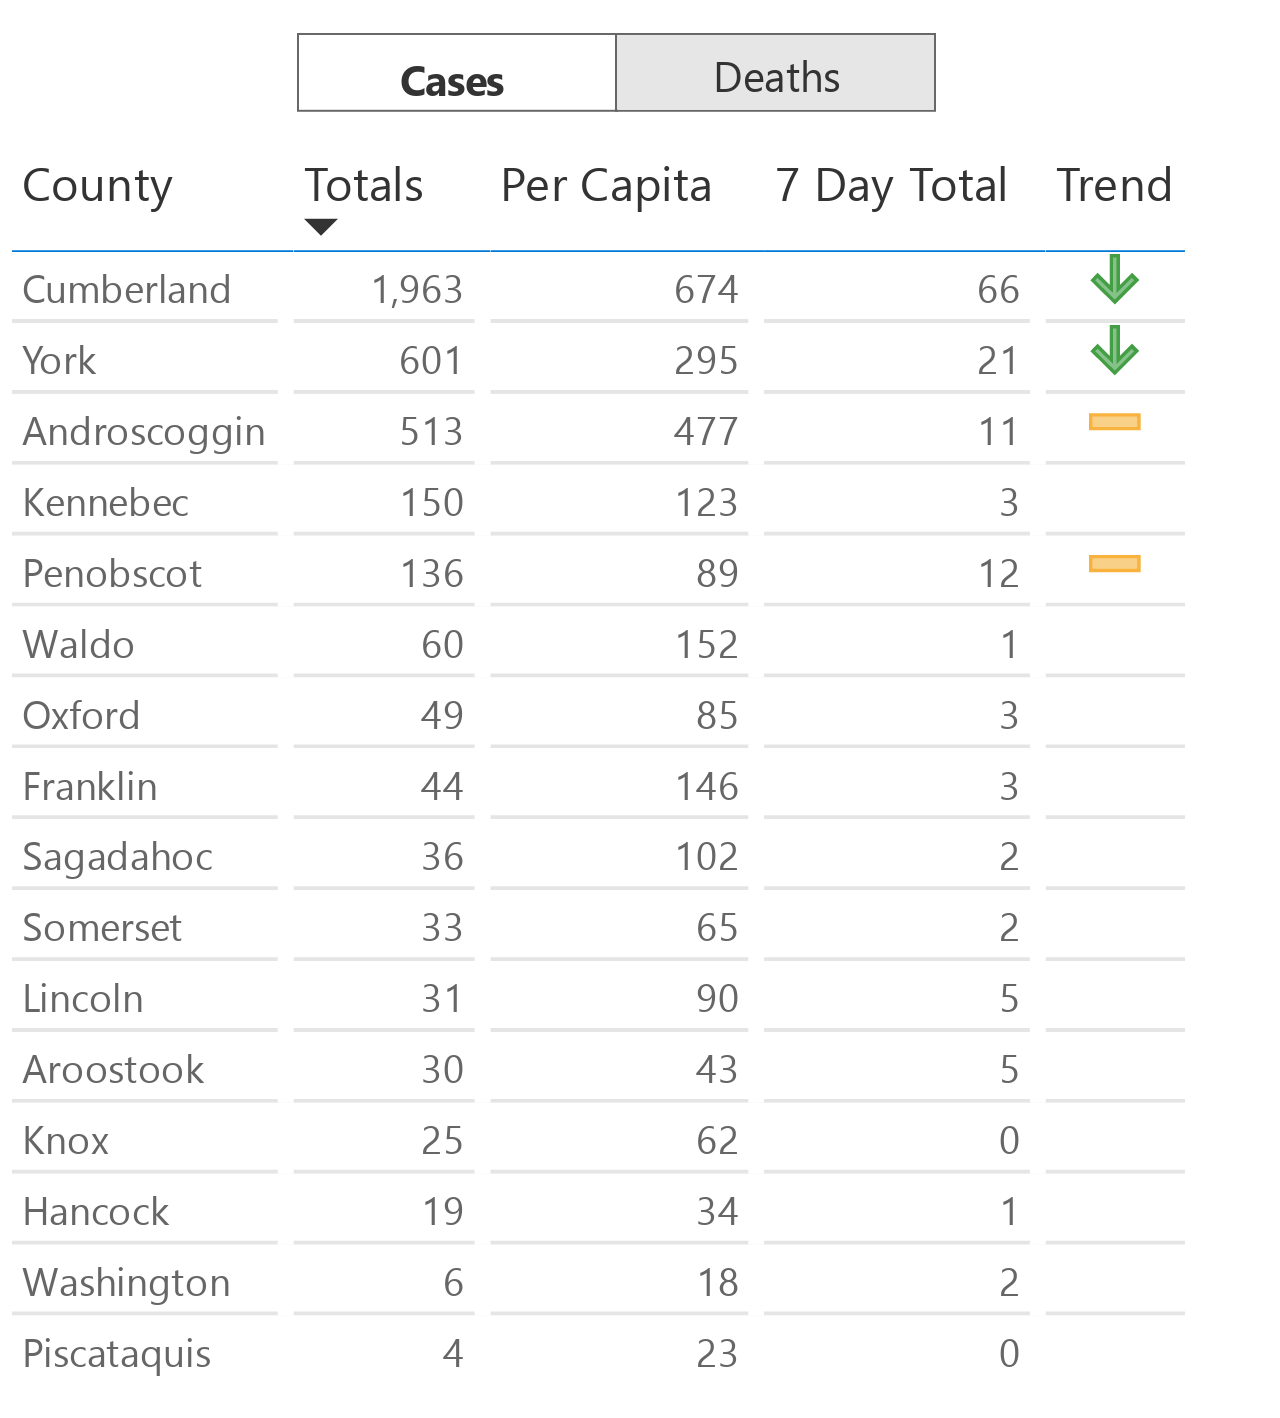 Cases Deaths
County Totals Per Capita 7 Day Total Trend
Cumberland 1,963 674 66
York 601 295 21
Androscoggin 513 477 11
Kennebec 150 123 3
Penobscot 136 89 12
Waldo 60 152 1
Oxford 49 85 3
Franklin 44 146 3
Sagadahoc 36 102 2
Somerset 33 65 2
Lincoln 31 90 5
Aroostook 30 43 5
Knox 25 62 0
Hancock 19 34 1
Washington 6 18 2
Piscataquis 4 23 0